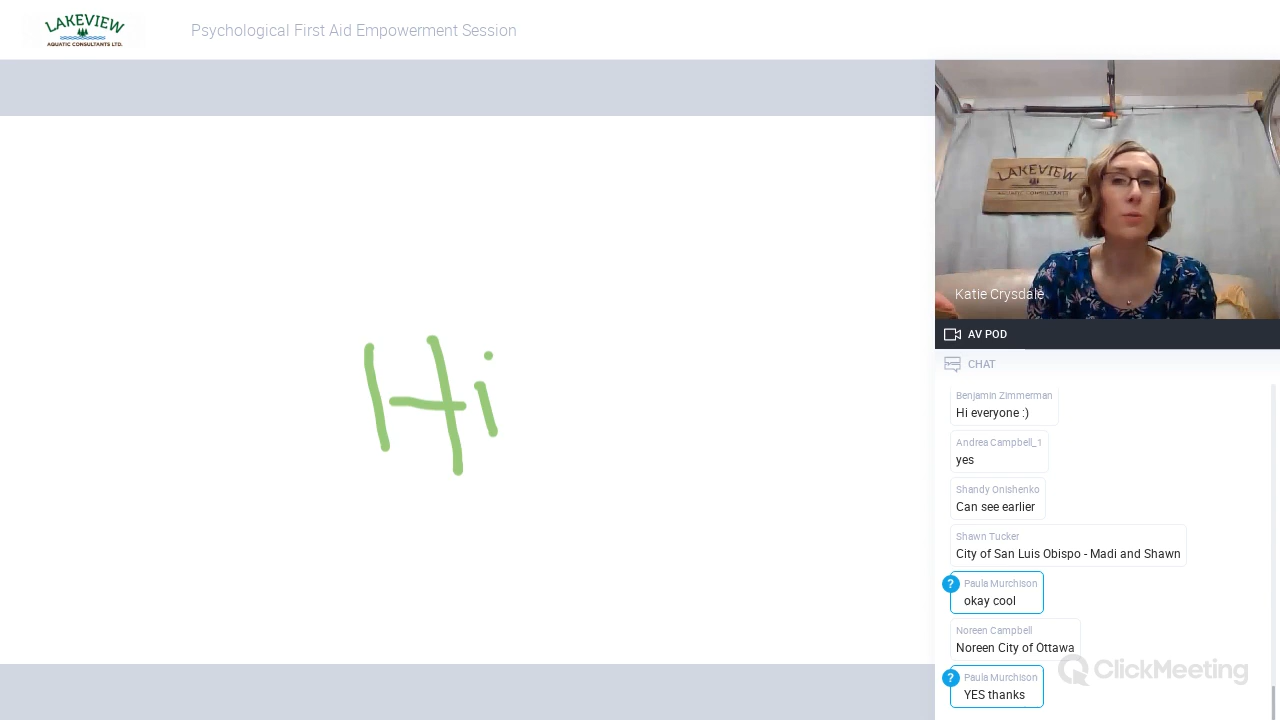 LAKEVIEW
AQUATIC CONSULTANTS LTD.
Psychological First Aid Empowerment Session
Hi
LAKEVIEW
AQUATIC CONSULTANTS
Katie Crysdale
AV POD
CHAT
Benjamin Zimmerman
Hi everyone :)
Andrea Campbell_1
yes
Shandy Onishenko
Can see earlier
Shawn Tucker
City of San Luis Obispo - Madi and Shawn
? Paula Murchison
okay cool
Noreen Campbell
Noreen City of Ottawa
ClickMeeting
? Paula Murchison
YES thanks